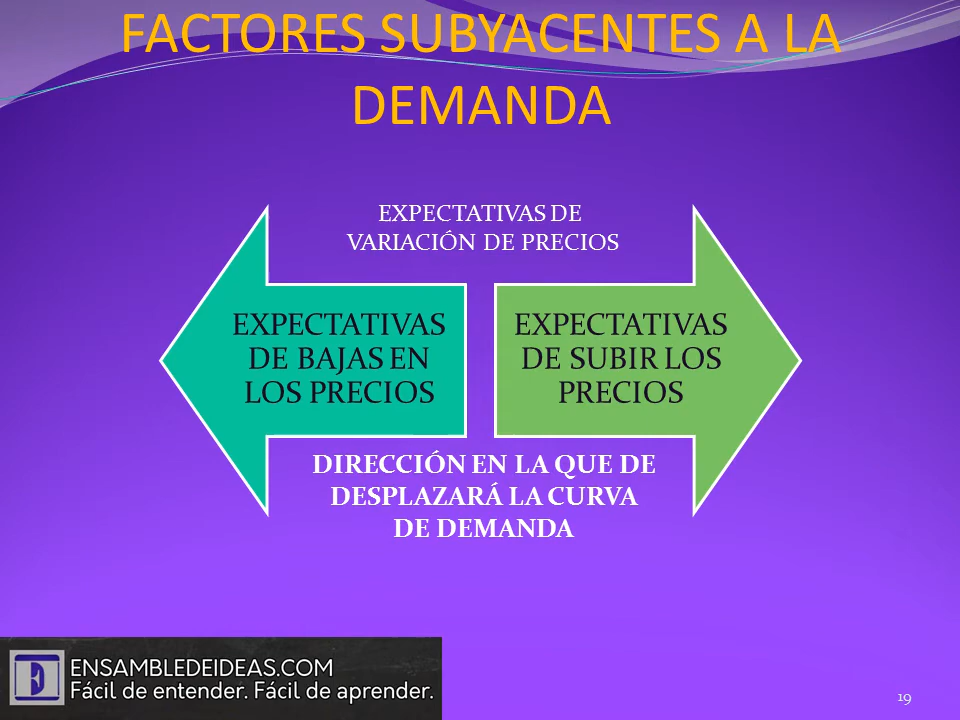 FACTORES SUBYACENTES A LA
DEMANDA
EXPECTATIVAS DE
VARIACIÓN DE PRECIOS
EXPECTATIVAS
DE BAJAS EN
LOS PRECIOS
EXPECTATIVAS
DE SUBIR LOS
PRECIOS
DIRECCIÓN EN LA QUE DE
DESPLAZARÁ LA CURVA
DE DEMANDA
E
ENSAMBLEDEIDEAS.COM
Fácil de entender. Fácil de aprender.
19